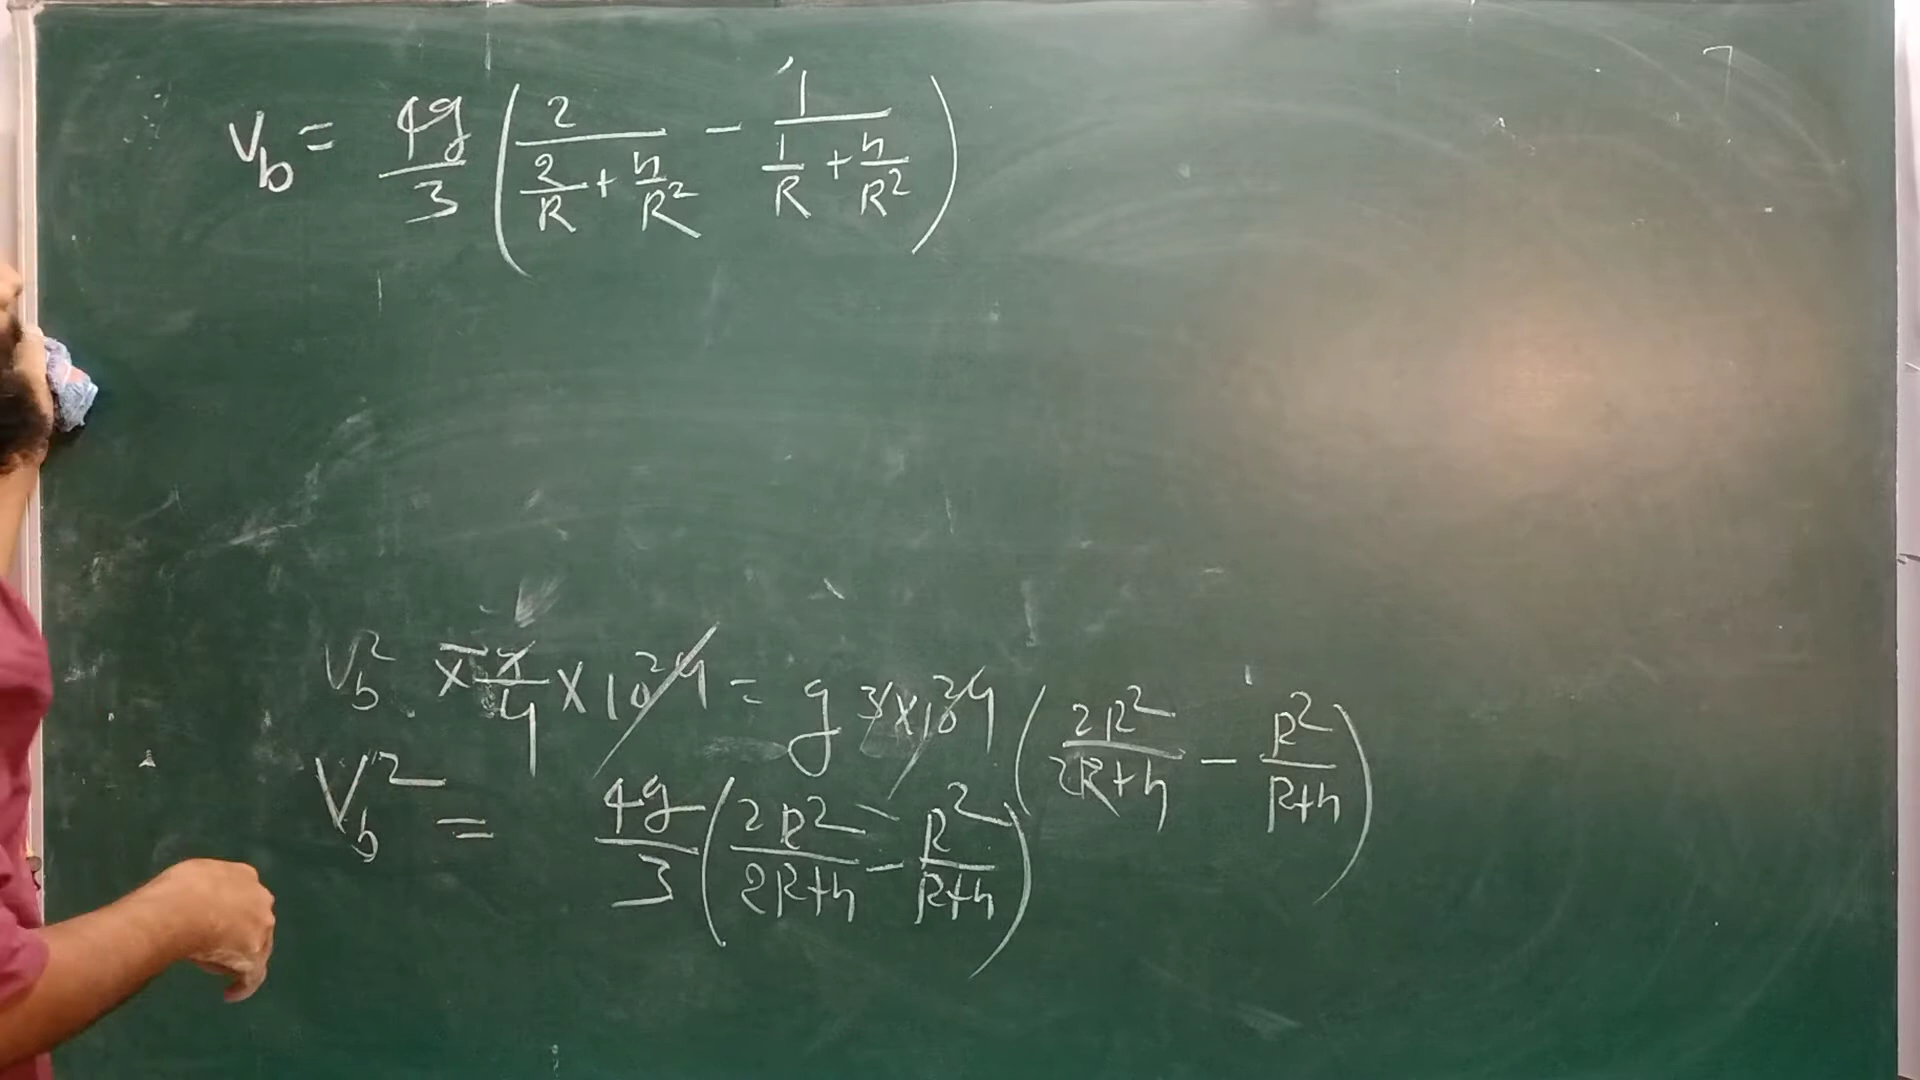 V_b = 4g/3 ( 2/(2/R + h/R²) − 1/(1/R + h/R²) )
V_b² × x/4 × 10²⁴ = g 3/ × 10²⁴ ( 2R²/(2R+h) − R²/(R+h) )
V_b² = 4g/3 ( 2R²/(2R+h) − R²/(R+h) )